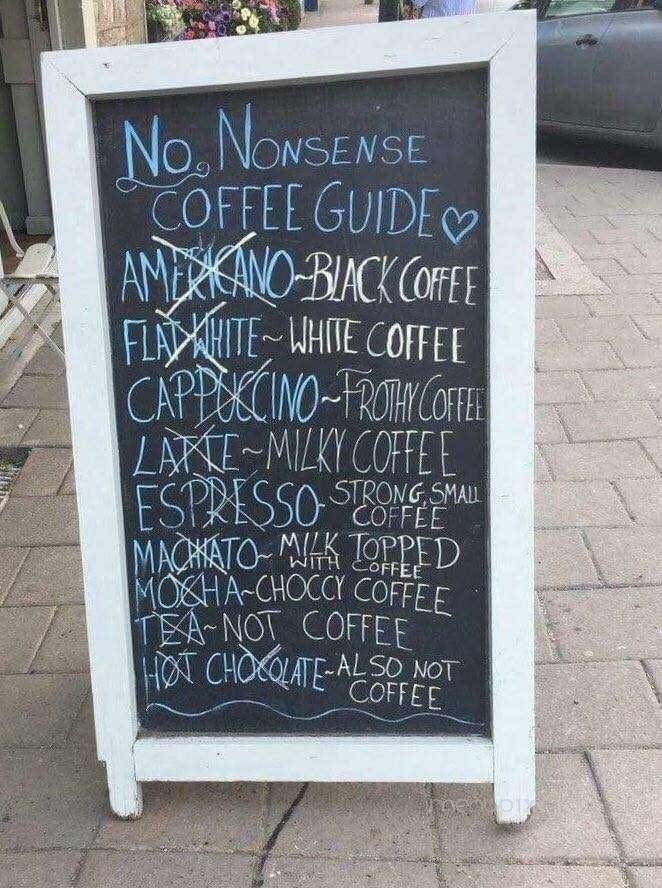 No Nonsense
COFFEE GUIDE
AMERICANO~BLACK COFFEE
FLAT WHITE~WHITE COFFEE
CAPPUCCINO~FROTHY COFFEE
LATTE~MILKY COFFEE
ESPRESSO~STRONG, SMALL
COFFEE
MACHIATO~MILK TOPPED
WITH COFFEE
MOCHA~CHOCCY COFFEE
TEA~NOT COFFEE
HOT CHOCOLATE~ALSO NOT
COFFEE